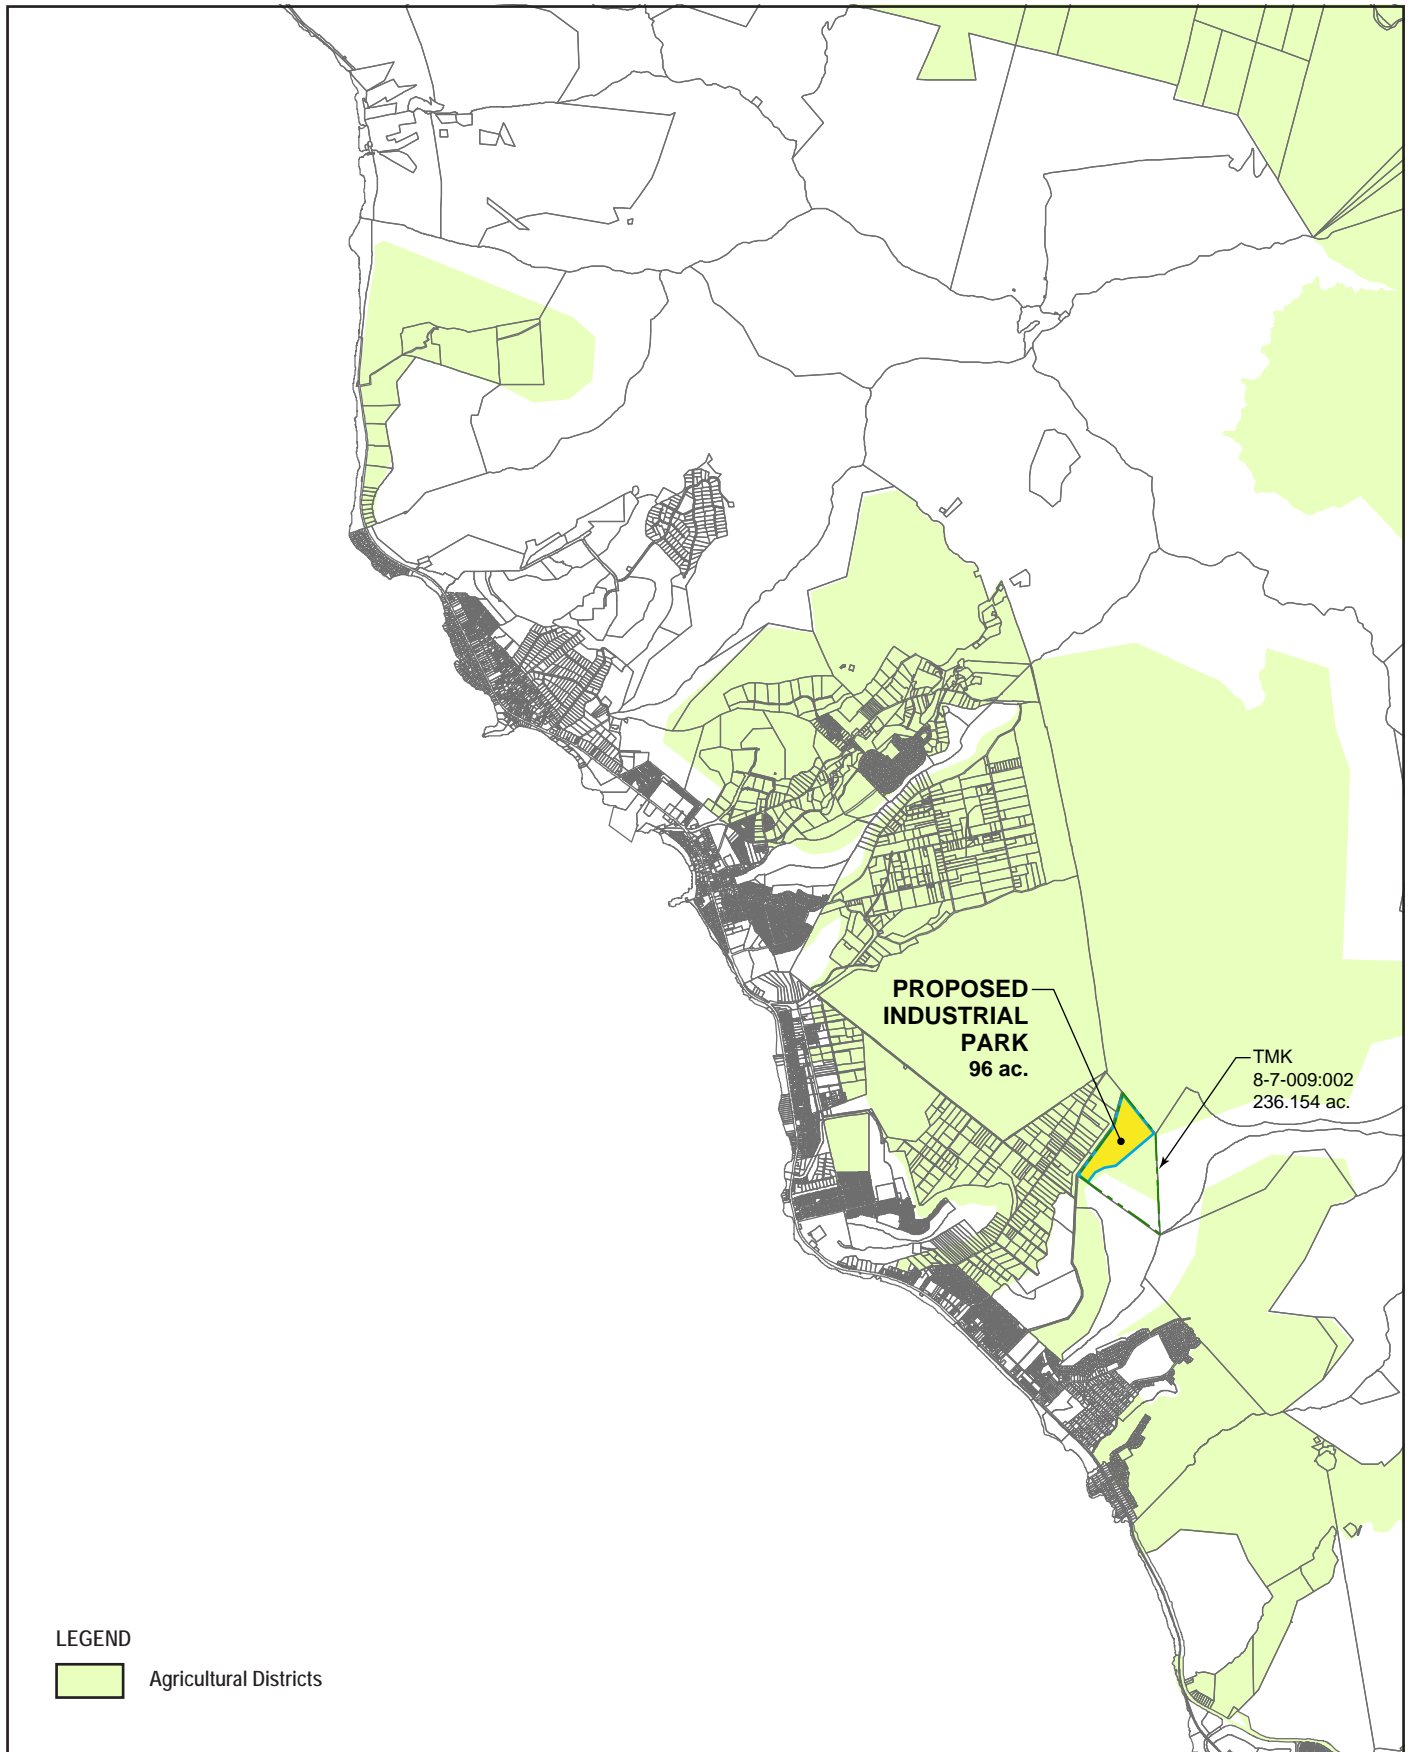 PROPOSED
INDUSTRIAL
PARK
96 ac.
TMK
8-7-009:002
236.154 ac.
LEGEND
Agricultural Districts